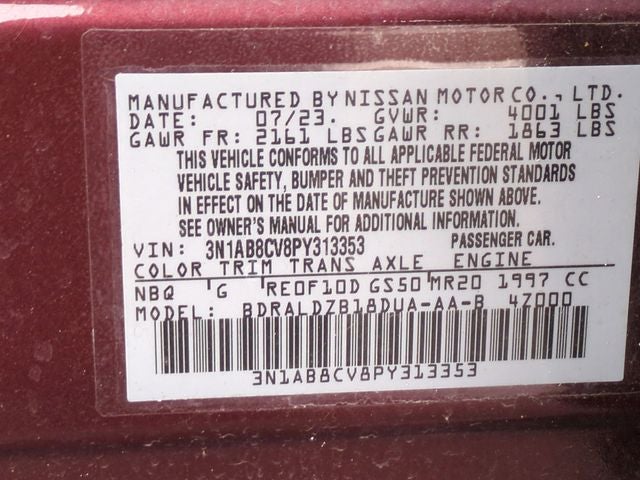 MANUFACTURED BY NISSAN MOTOR CO., LTD.
DATE: 07/23. GVWR: 4001 LBS
GAWR FR: 2161 LBS GAWR RR: 1863 LBS
THIS VEHICLE CONFORMS TO ALL APPLICABLE FEDERAL MOTOR
VEHICLE SAFETY, BUMPER AND THEFT PREVENTION STANDARDS
IN EFFECT ON THE DATE OF MANUFACTURE SHOWN ABOVE.
SEE OWNER'S MANUAL FOR ADDITIONAL INFORMATION.
VIN: 3N1AB8CV8PY313353 PASSENGER CAR.
COLOR TRIM TRANS AXLE ENGINE
NBQ G RE0F10D GS50 MR20 1997 CC
MODEL: BDRALDZB18DUA-AA-B 4Z000
3N1AB8CV8PY313353